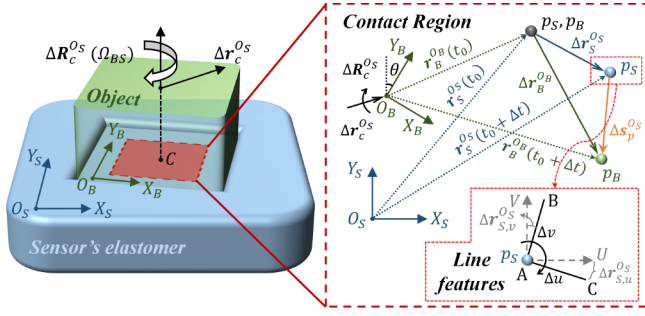 ΔR_c^{O_S} (Ω_{BS})
Δr_c^{O_S}
Object
C
Y_B
O_B
X_B
Y_S
O_S
X_S
Sensor's elastomer
Contact Region
p_S, p_B
Δr_S^{O_S}
p_S
ΔR_c^{O_S}
θ
Y_B
r_B^{O_B}(t_0)
O_B
X_B
Δr_c^{O_S}
r_S^{O_S}(t_0)
Δr_B^{O_B}
Δs_p^{O_S}
r_S^{O_S}(t_0 + Δt)
r_B^{O_B}(t_0 + Δt)
p_B
Y_S
O_S
X_S
V
B
Δr_{S,v}^{O_S}
Δv
p_S
U
A
Δu
Δr_{S,u}^{O_S}
C
Line
features